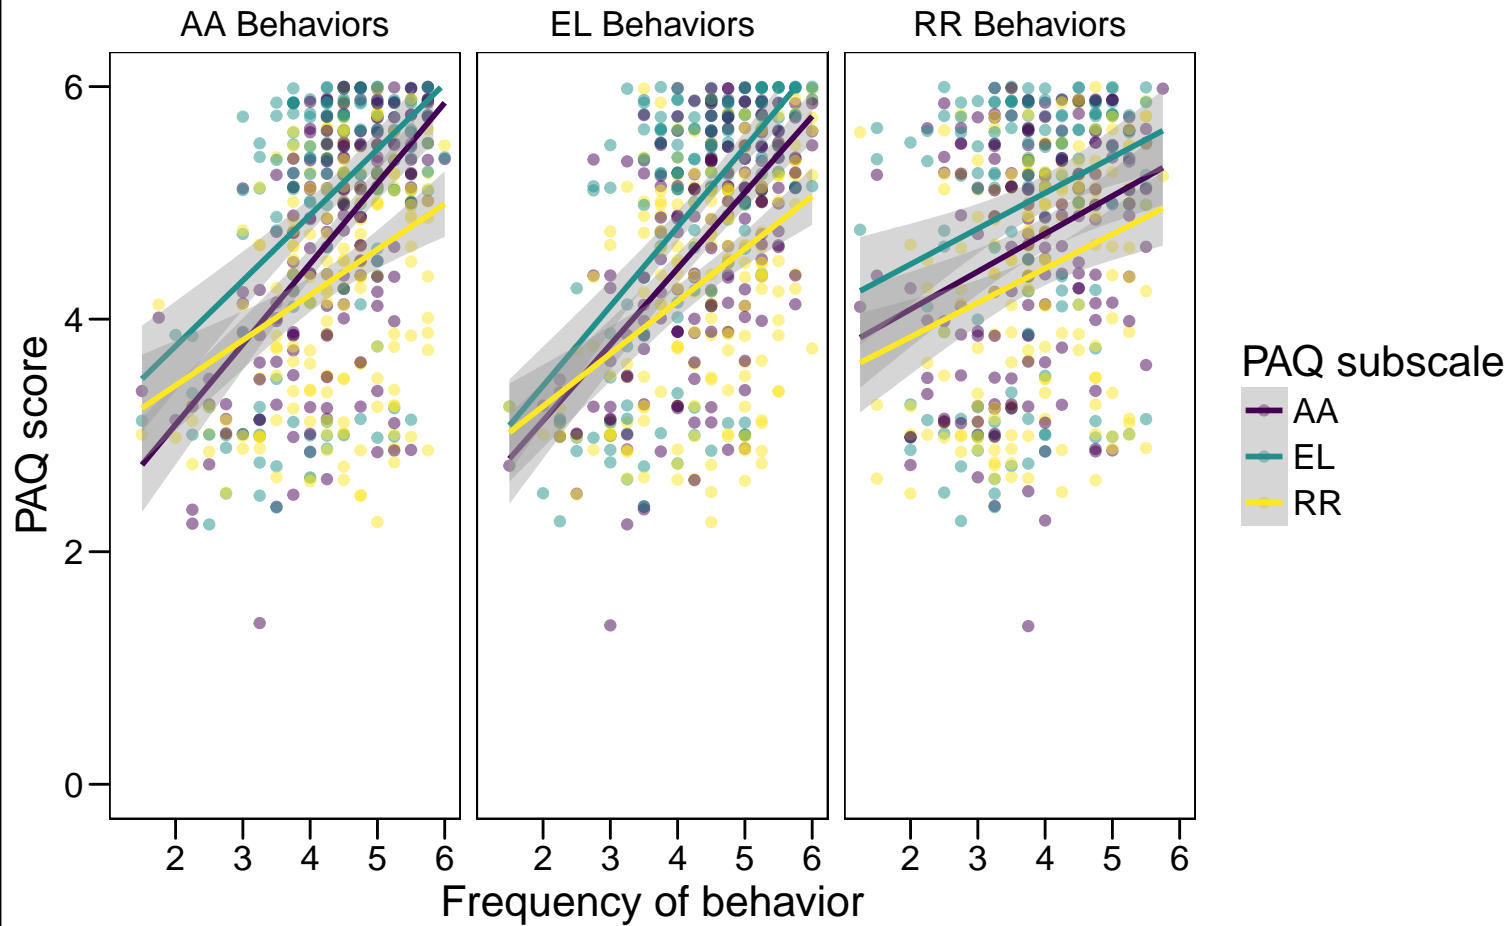 AA Behaviors
EL Behaviors
RR Behaviors
PAQ score
6
4
2
0
2 3 4 5 6
2 3 4 5 6
2 3 4 5 6
Frequency of behavior
PAQ subscale
AA
EL
RR